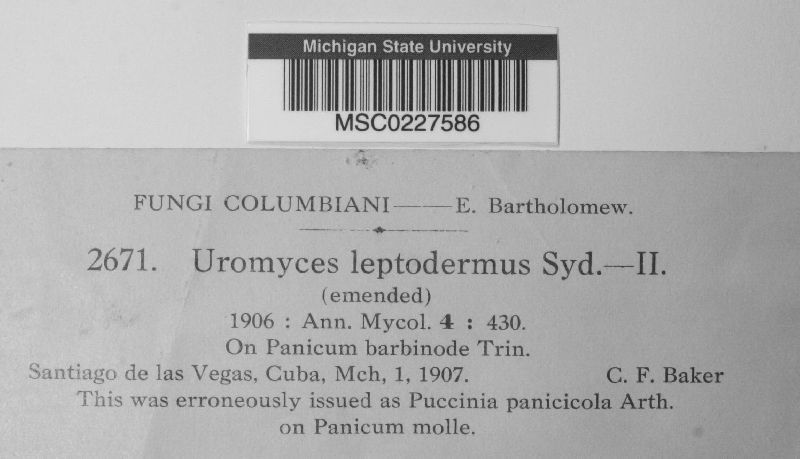 Michigan State University
MSC0227586
FUNGI COLUMBIANI——E. Bartholomew.
2671. Uromyces leptodermus Syd.—II.
(emended)
1906 : Ann. Mycol. 4 : 430.
On Panicum barbinode Trin.
Santiago de las Vegas, Cuba, Mch, 1, 1907. C. F. Baker
This was erroneously issued as Puccinia panicicola Arth.
on Panicum molle.